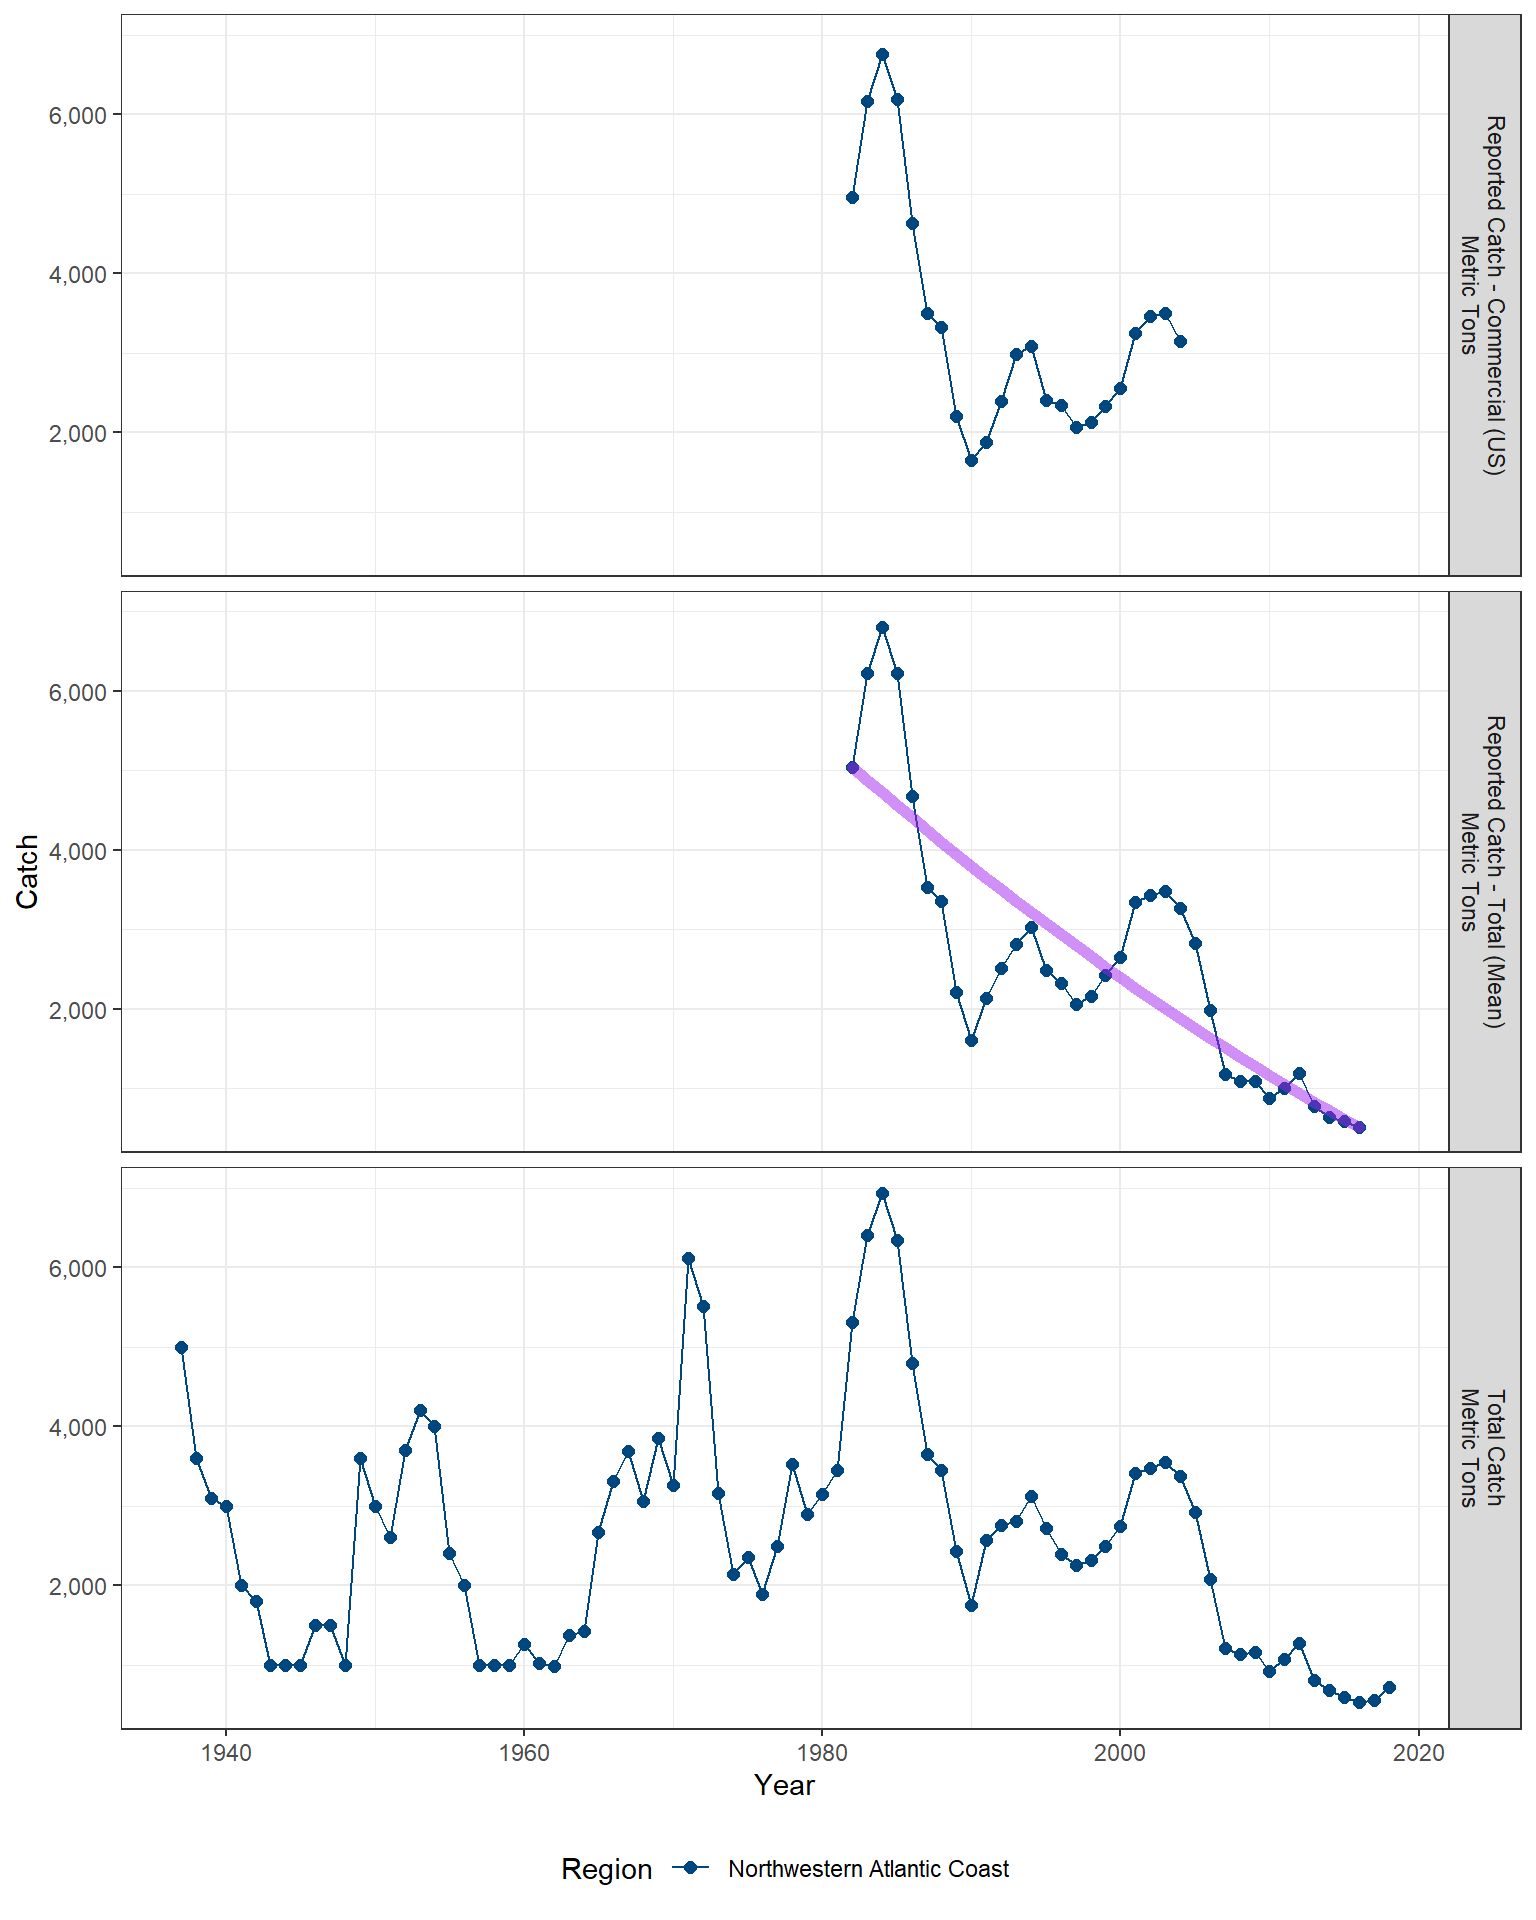 6,000
4,000
2,000
Reported Catch - Commercial (US)
Metric Tons
6,000
4,000
2,000
Reported Catch - Total (Mean)
Metric Tons
Catch
6,000
4,000
2,000
Total Catch
Metric Tons
1940 1960 1980 2000 2020
Year
Region Northwestern Atlantic Coast